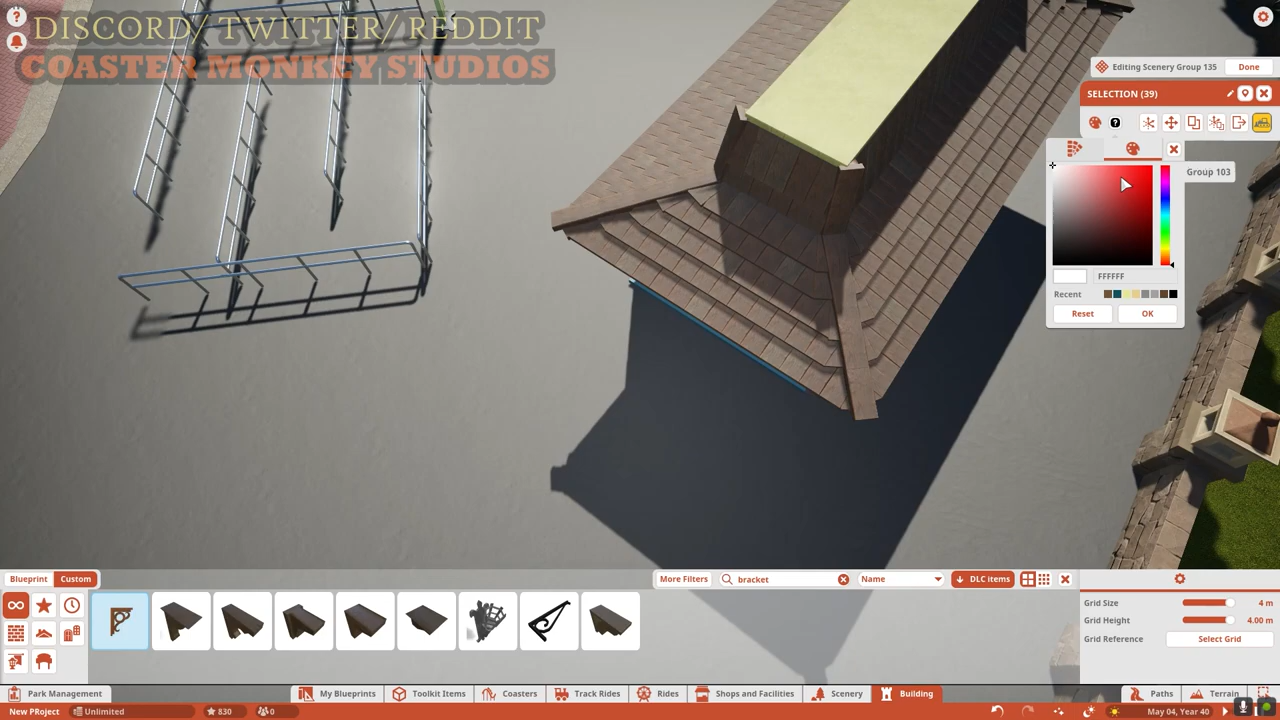 DISCORD/ TWITTER/ REDDIT
COASTER MONKEY STUDIOS
Editing Scenery Group 135
Done
SELECTION (39)
Group 103
FFFFFF
Recent
Reset
OK
Blueprint
Custom
More Filters
bracket
Name
DLC items
Grid Size
4 m
Grid Height
4.00 m
Grid Reference
Select Grid
Park Management
My Blueprints
Toolkit Items
Coasters
Track Rides
Rides
Shops and Facilities
Scenery
Building
Paths
Terrain
New PRoject
Unlimited
830
0
May 04, Year 40